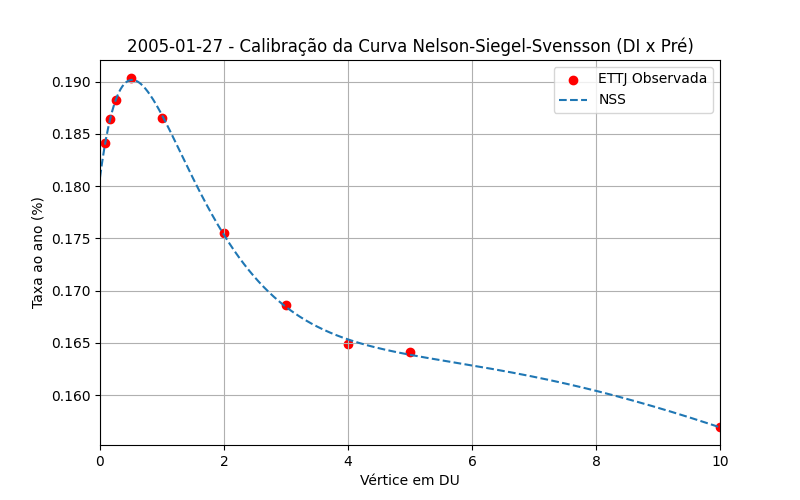 2005-01-27 - Calibração da Curva Nelson-Siegel-Svensson (DI x Pré)
ETTJ Observada
NSS
Taxa ao ano (%)
0.190
0.185
0.180
0.175
0.170
0.165
0.160
0 2 4 6 8 10
Vértice em DU